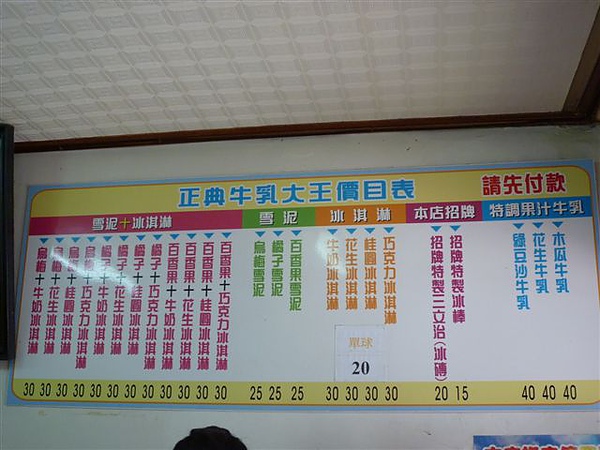 正典牛乳大王價目表
請先付款
雪泥+冰淇淋
烏梅+牛奶冰淇淋 30
烏梅+花生冰淇淋 30
烏梅+桂圓冰淇淋 30
烏梅+巧克力冰淇淋 30
橘子+牛奶冰淇淋 30
橘子+花生冰淇淋 30
橘子+桂圓冰淇淋 30
橘子+巧克力冰淇淋 30
百香果+牛奶冰淇淋 30
百香果+花生冰淇淋 30
百香果+桂圓冰淇淋 30
百香果+巧克力冰淇淋 30
雪泥
烏梅雪泥 25
橘子雪泥 25
百香果雪泥 25
冰淇淋
牛奶冰淇淋 30
花生冰淇淋 30
桂圓冰淇淋 30
巧克力冰淇淋 30
單球
20
本店招牌
招牌特製三立治(冰磚) 20
招牌特製冰棒 15
特調果汁牛乳
綠豆沙牛乳 40
花生牛乳 40
木瓜牛乳 40